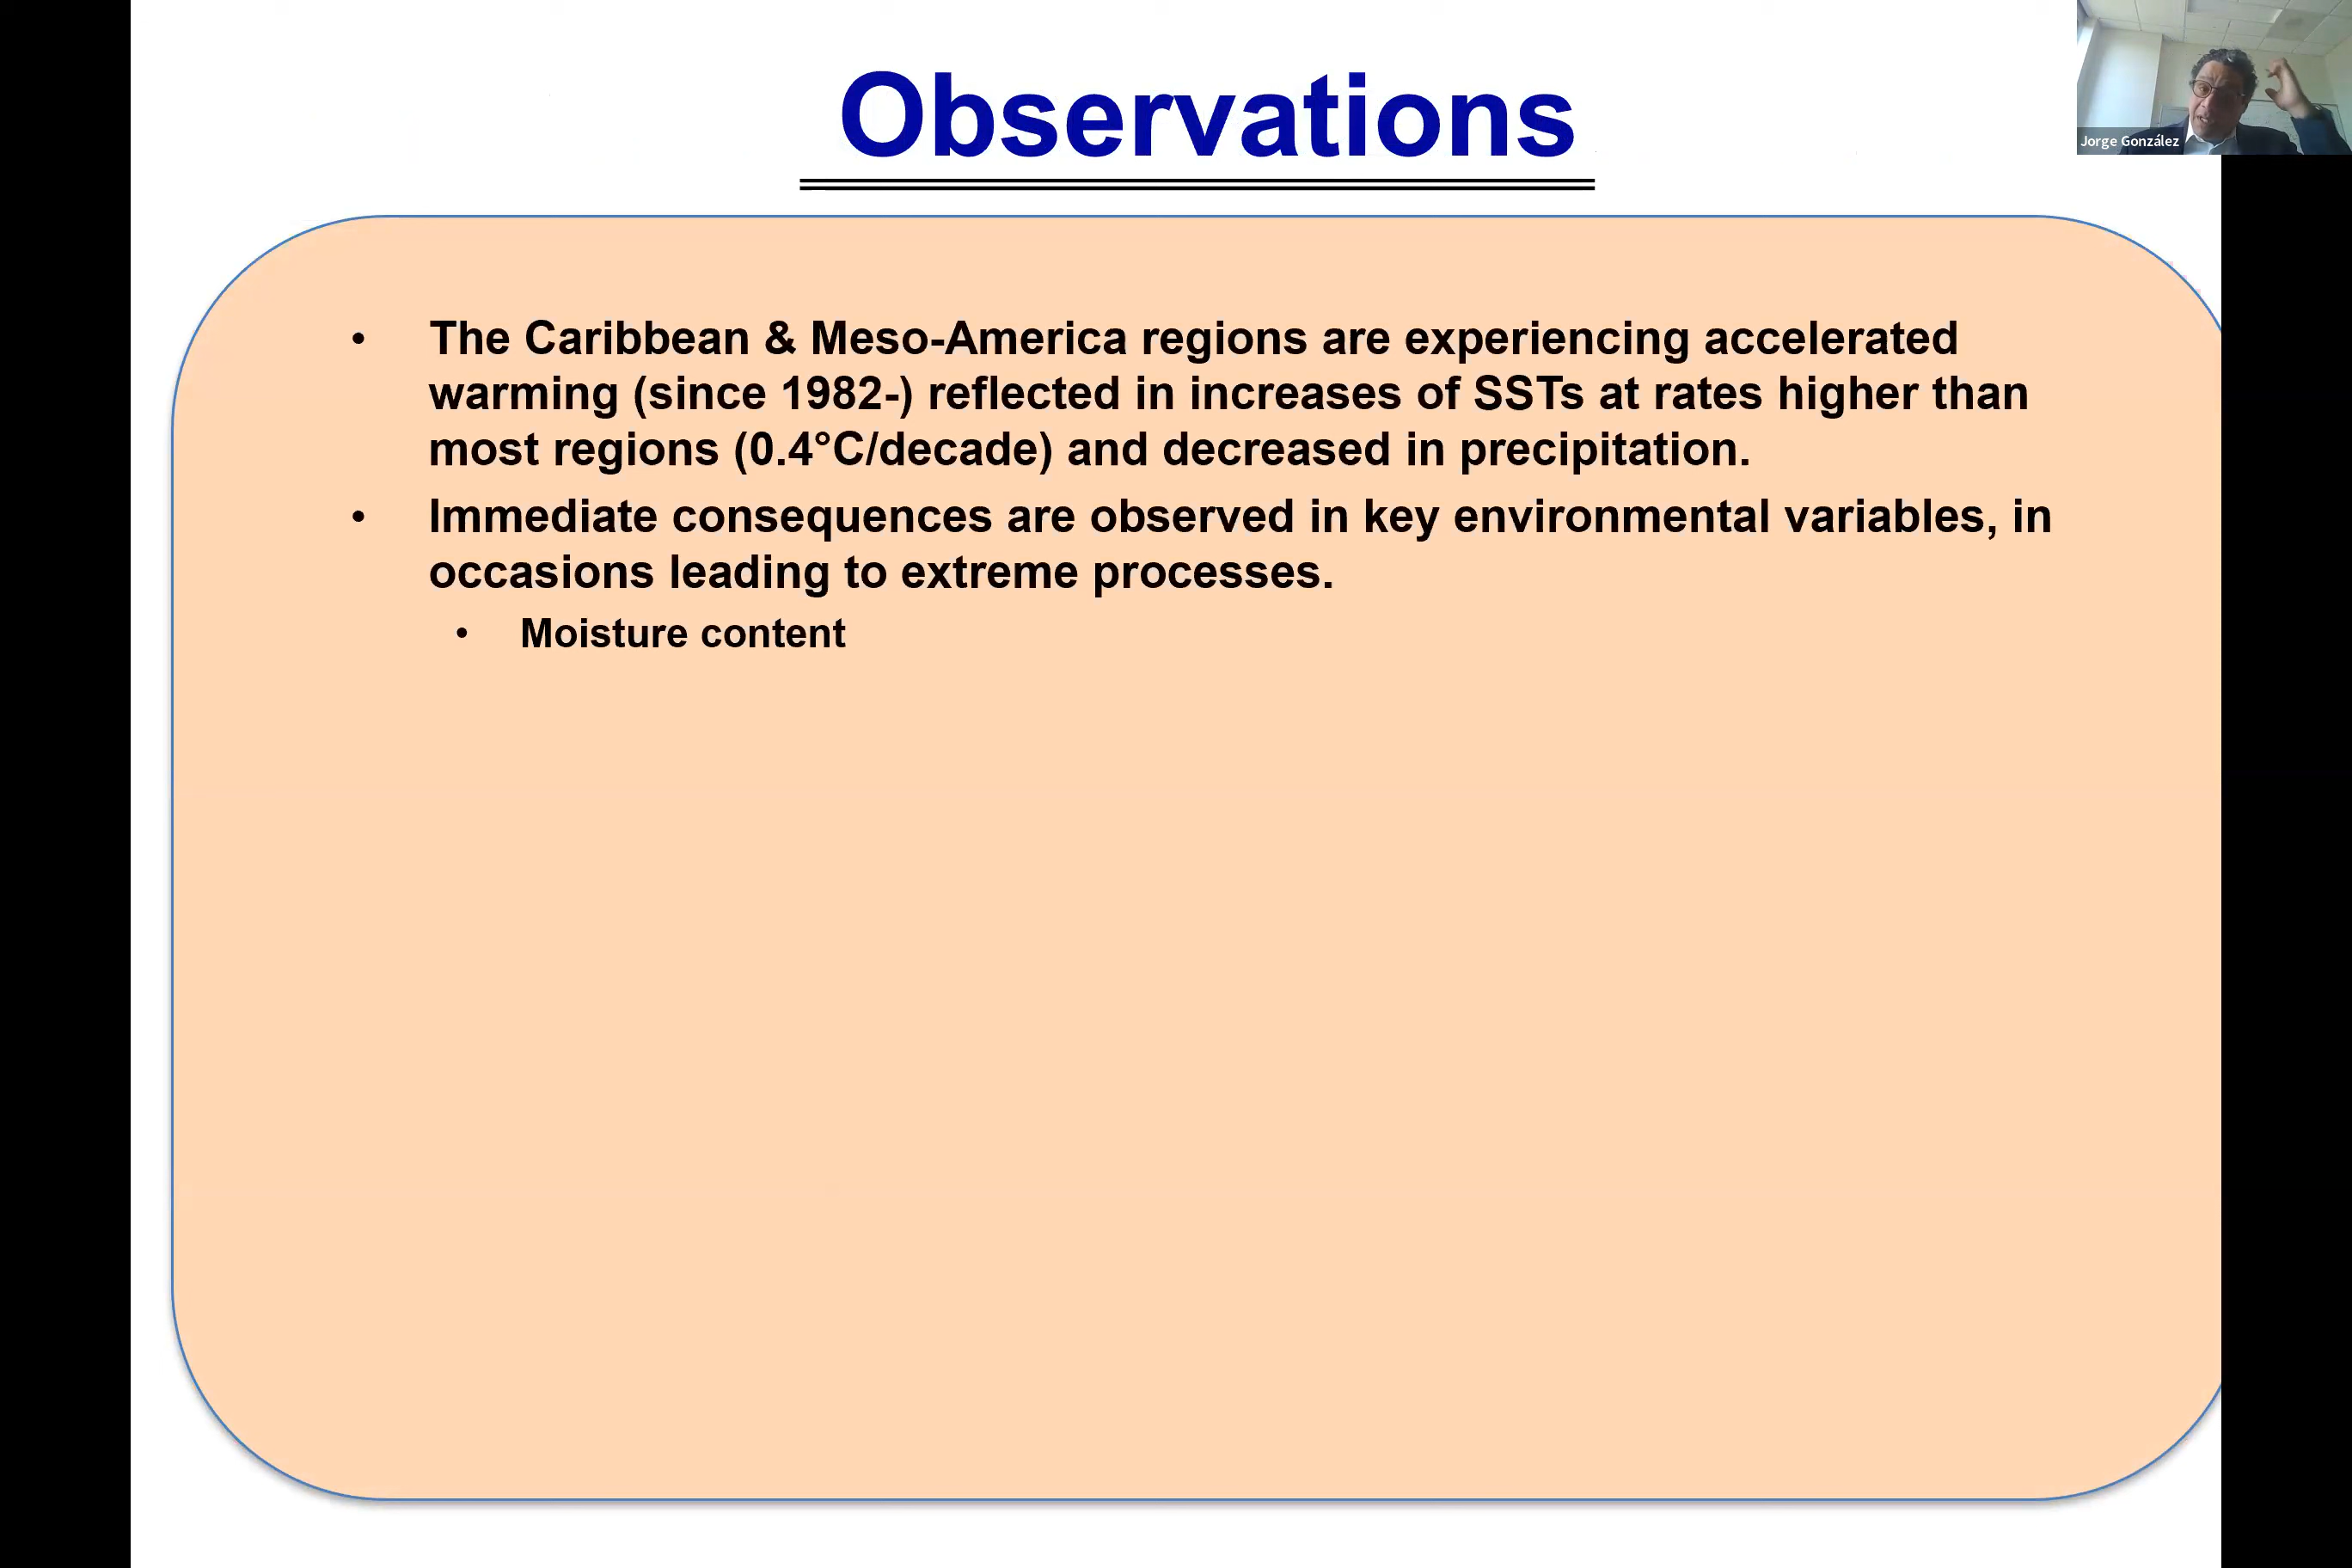 Observations
Jorge González
• The Caribbean & Meso-America regions are experiencing accelerated
warming (since 1982-) reflected in increases of SSTs at rates higher than
most regions (0.4°C/decade) and decreased in precipitation.
• Immediate consequences are observed in key environmental variables, in
occasions leading to extreme processes.
• Moisture content